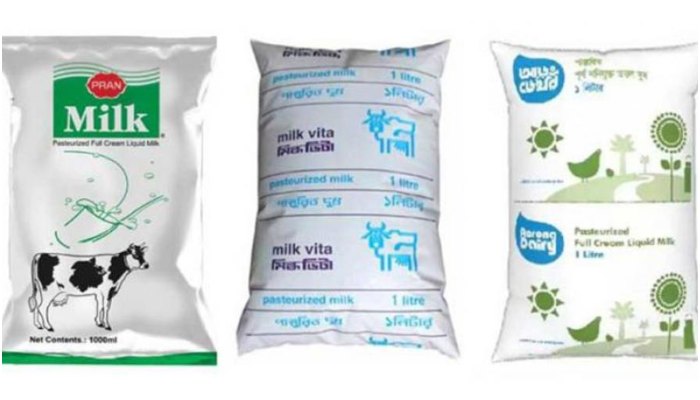 PRAN
Milk
Pasteurized Full Cream Liquid Milk
Net Contents.: 1000ml
মিল্ক ভিটা
pasteurized milk 1 litre
পাস্তুরিত দুধ ১লিটার
milk vita
মিল্ক ভিটা
pasteurized milk 1 litre
পাস্তুরিত দুধ ১লিটার
milk vita
মিল্ক ভিটা
pasteurized milk 1 litre
পাস্তুরিত দুধ ১লিটার
আড়ং
ডেইরী
পাস্তুরিত
পূর্ণ ননিযুক্ত তরল দুধ
১ লিটার
Aarong
Dairy
Pasteurized
Full Cream Liquid Milk
1 Litre